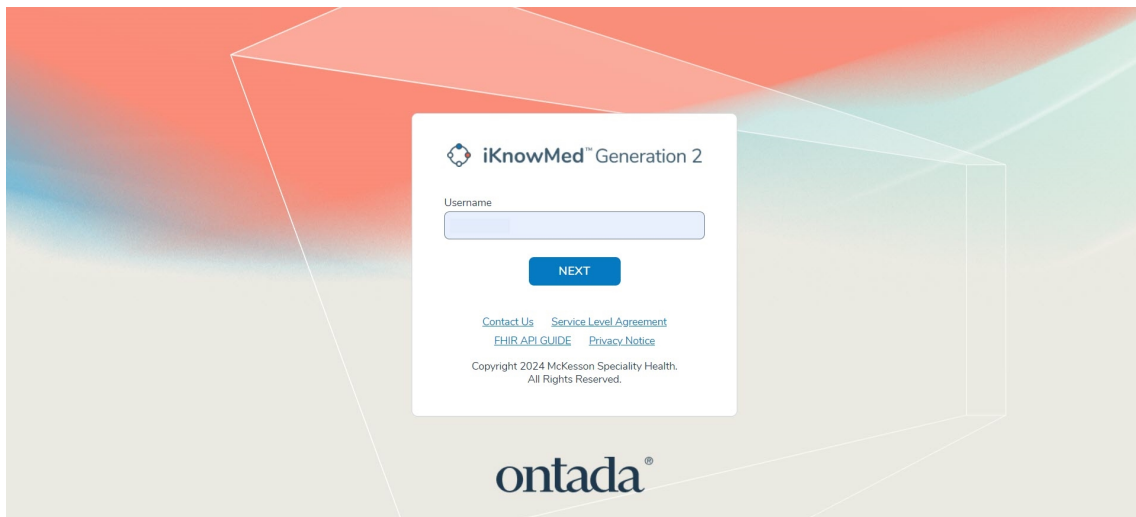 iKnowMed™ Generation 2
Username
NEXT
Contact Us Service Level Agreement
FHIR API GUIDE Privacy Notice
Copyright 2024 McKesson Speciality Health.
All Rights Reserved.
ontada®